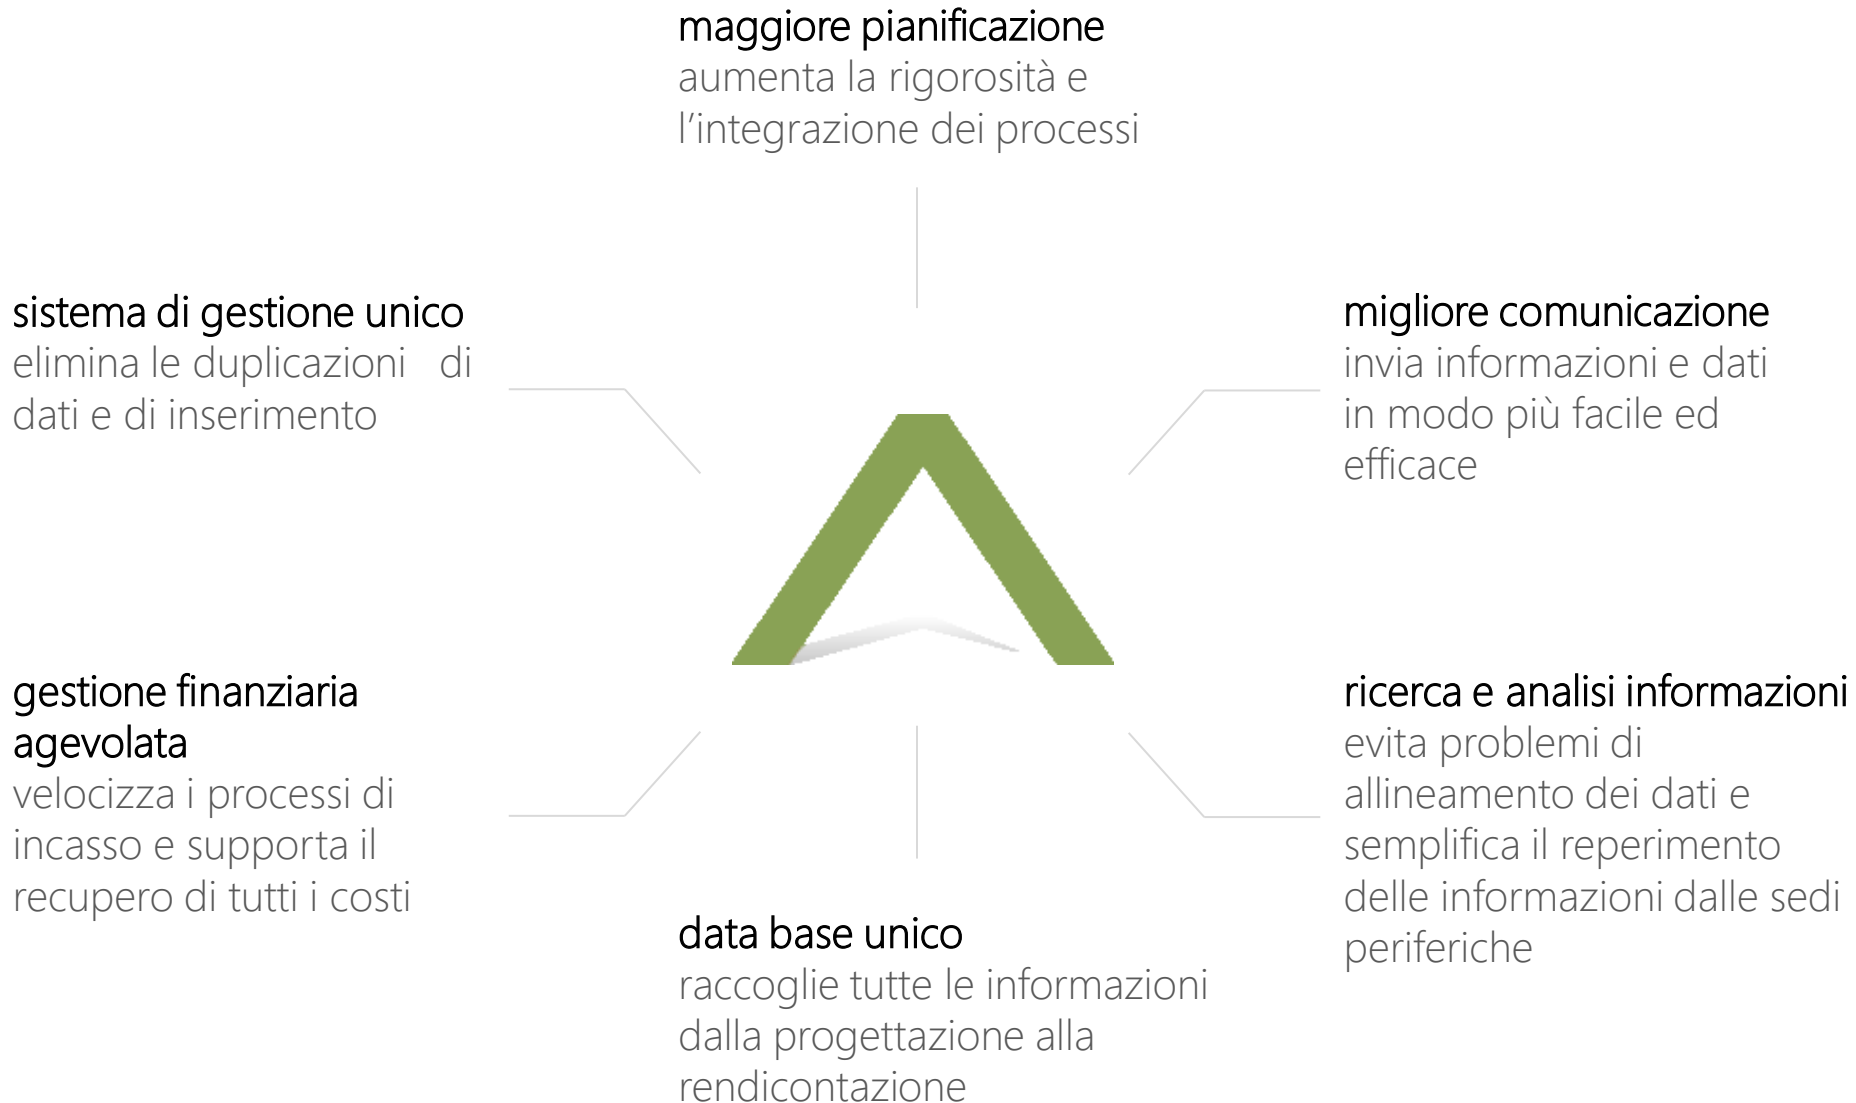 maggiore pianificazione
aumenta la rigorosità e
l'integrazione dei processi
sistema di gestione unico
elimina le duplicazioni di
dati e di inserimento
migliore comunicazione
invia informazioni e dati
in modo più facile ed
efficace
gestione finanziaria
agevolata
velocizza i processi di
incasso e supporta il
recupero di tutti i costi
ricerca e analisi informazioni
evita problemi di
allineamento dei dati e
semplifica il reperimento
delle informazioni dalle sedi
periferiche
data base unico
raccoglie tutte le informazioni
dalla progettazione alla
rendicontazione